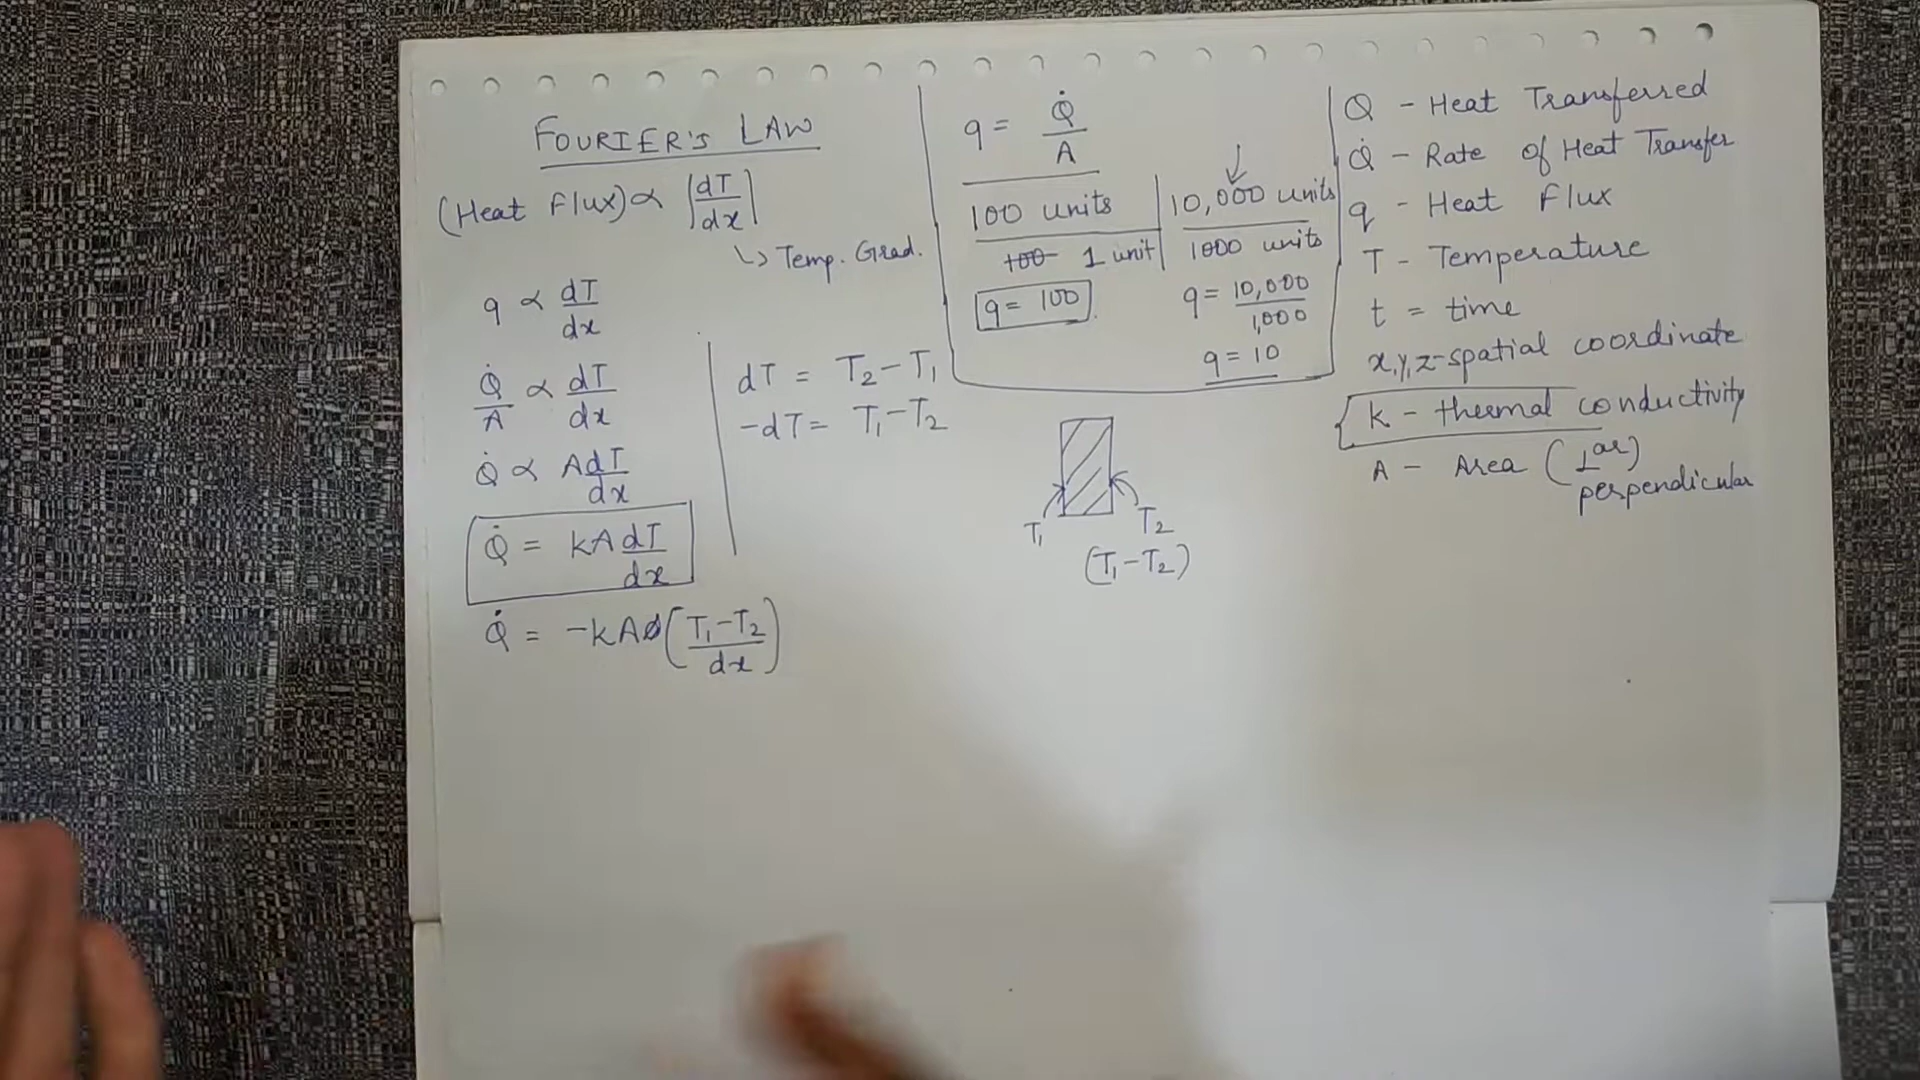 FOURIER'S LAW
(Heat Flux) ∝ |dT/dx|
↳ Temp. Grad.
q ∝ dT/dx
Q̇/A ∝ dT/dx
Q̇ ∝ A dT/dx
Q̇ = kA dT/dx
Q̇ = -kA (T₁-T₂/dx)
dT = T₂-T₁
-dT = T₁-T₂
q = Q̇/A
100 units
100 1 unit
q = 100
10,000 units
1000 units
q = 10,000/1,000
q = 10
T₁
T₂
(T₁-T₂)
Q - Heat Transferred
Q̇ - Rate of Heat Transfer
q - Heat Flux
T - Temperature
t = time
x,y,z-spatial coordinate
k - thermal conductivity
A - Area (⊥ar)
perpendicular